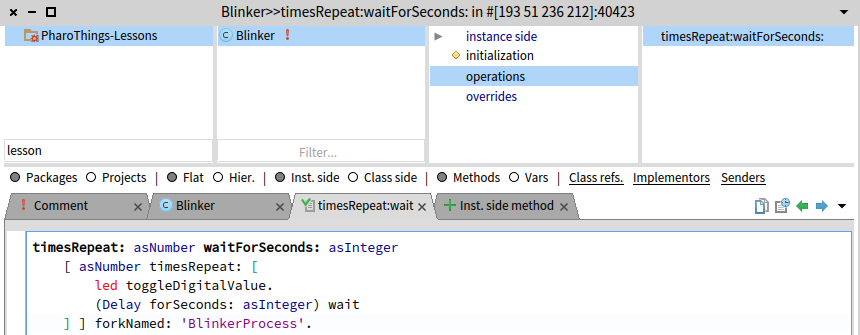 Blinker>>timesRepeat:waitForSeconds: in #[193 51 236 212]:40423
PharoThings-Lessons
Blinker !
instance side
initialization
operations
overrides
timesRepeat:waitForSeconds:
lesson
Filter...
Packages Projects | Flat Hier. | Inst. side Class side | Methods Vars | Class refs. Implementors Senders
! Comment × Blinker × timesRepeat:wait × Inst. side method ×
timesRepeat: asNumber waitForSeconds: asInteger
[ asNumber timesRepeat: [
led toggleDigitalValue.
(Delay forSeconds: asInteger) wait
] ] forkNamed: 'BlinkerProcess'.